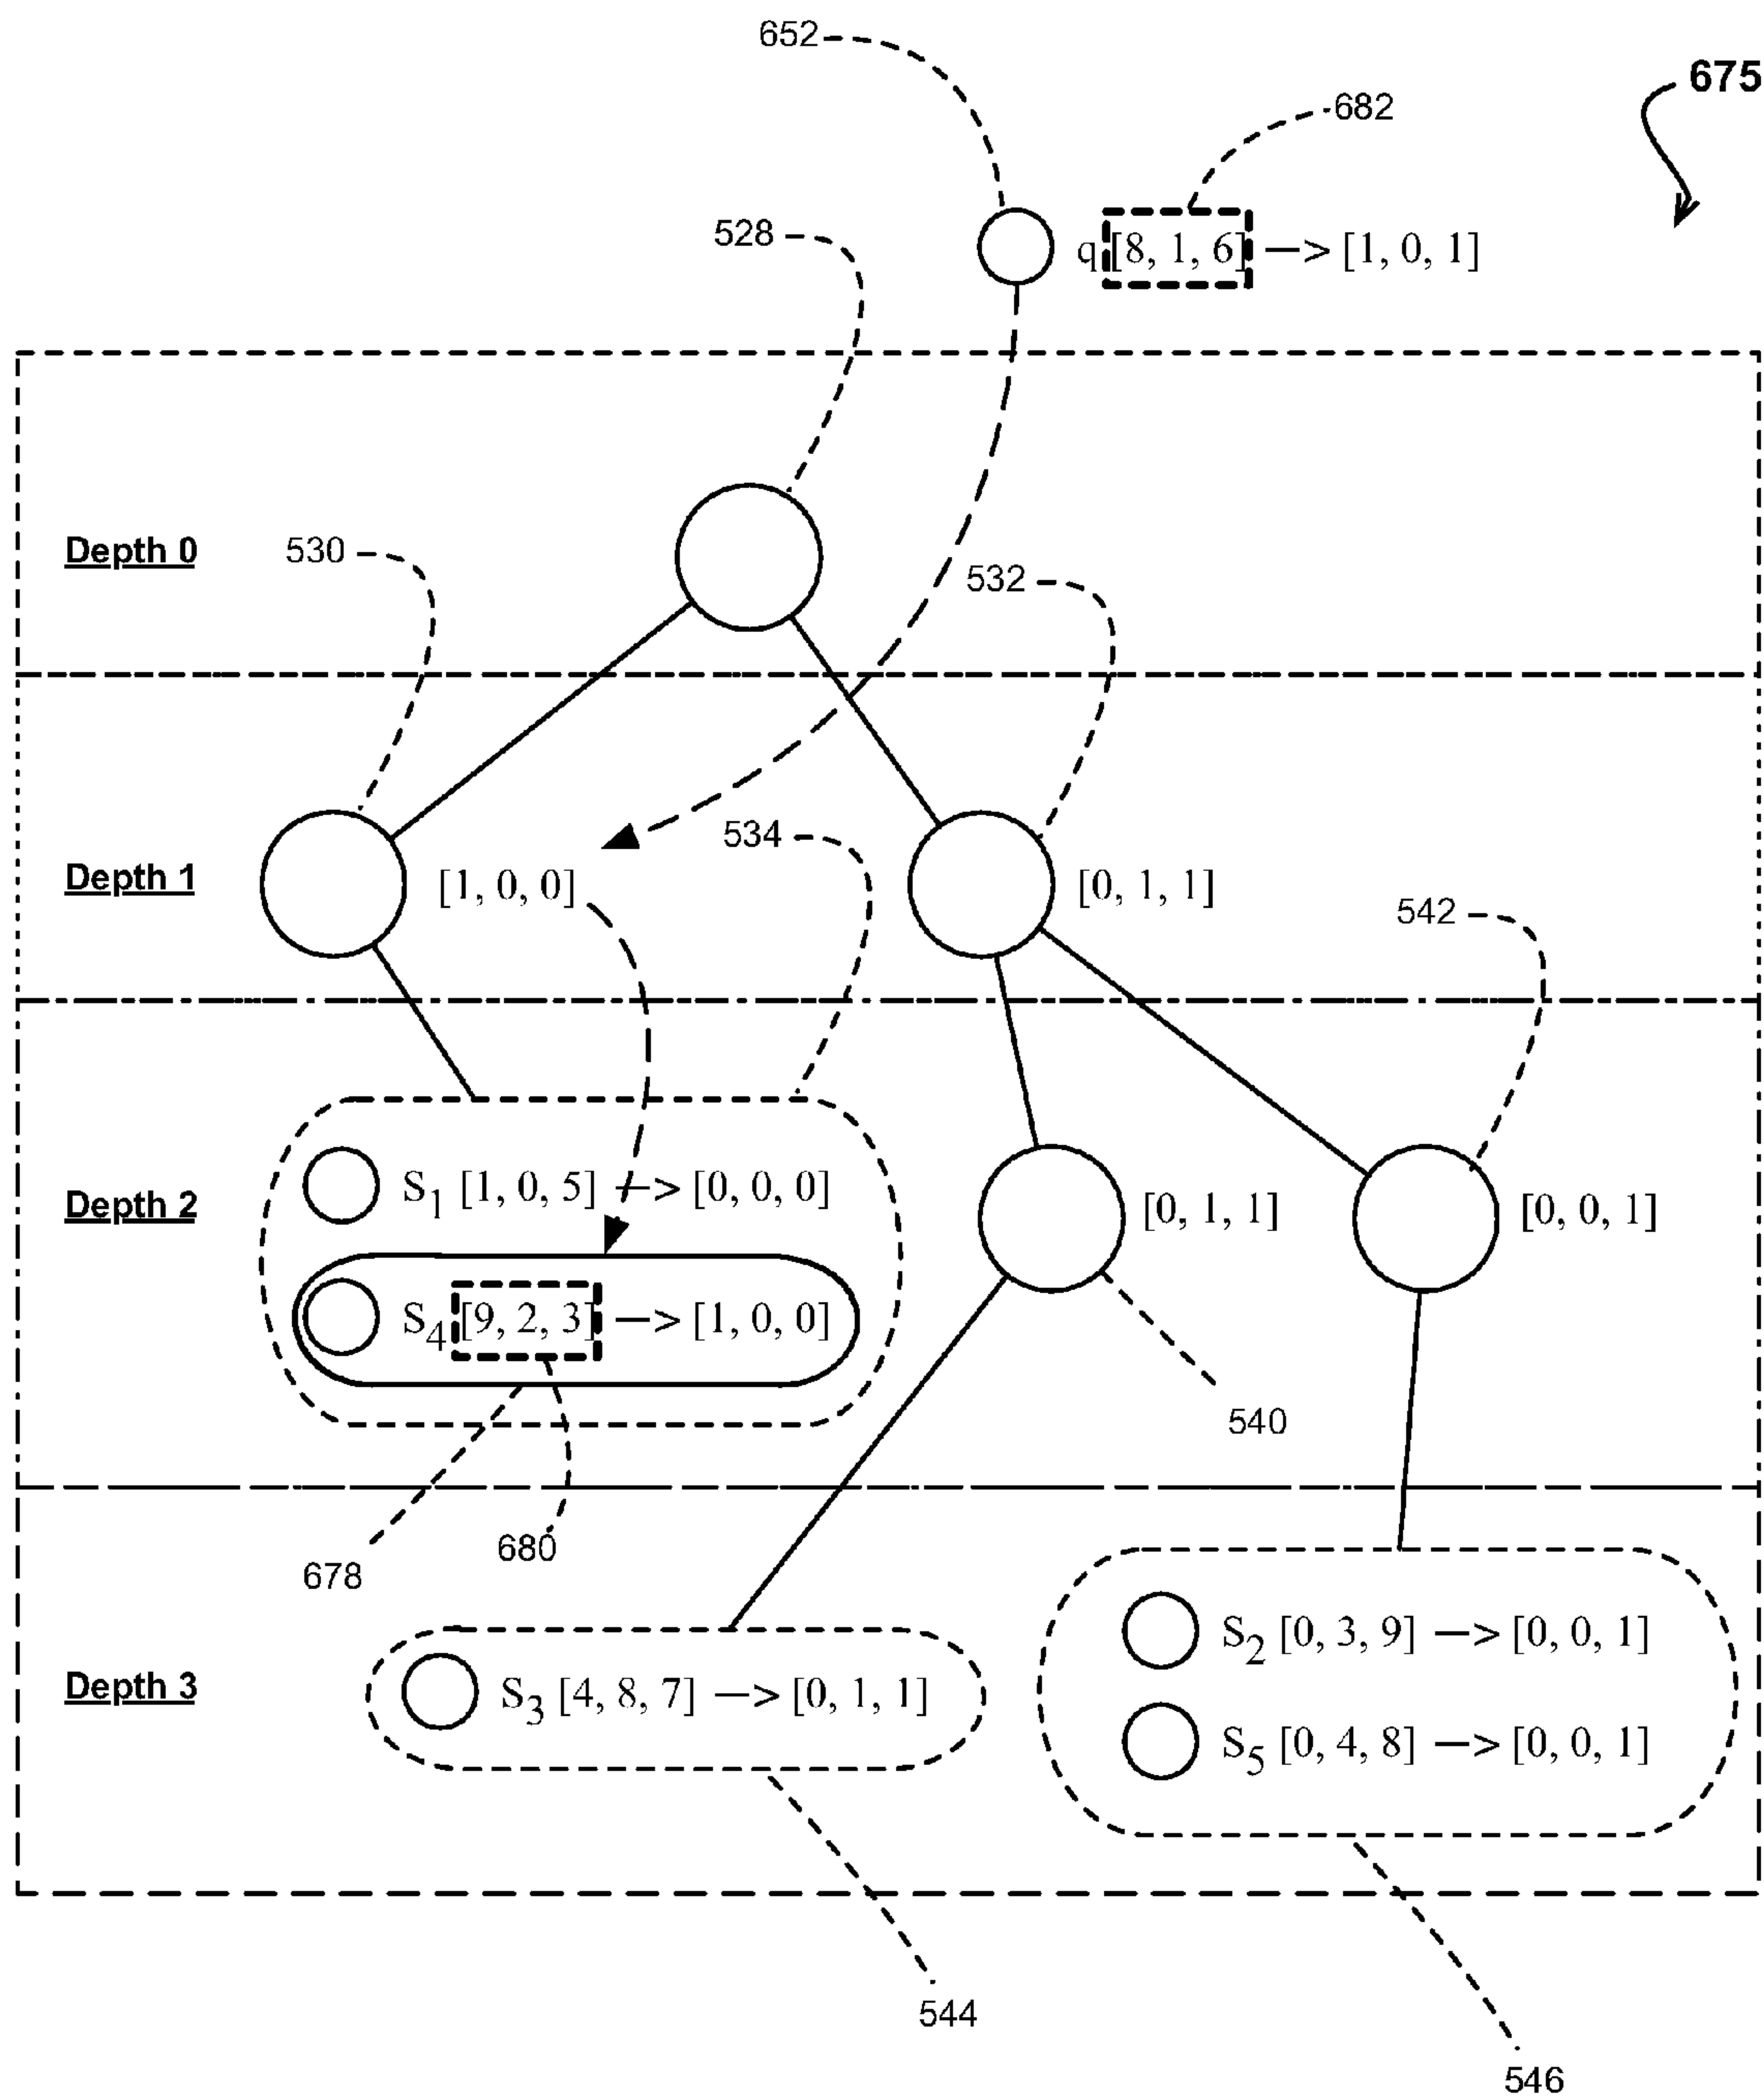 652
675
682
528
q [8, 1, 6] —> [1, 0, 1]
Depth 0
530
532
534
Depth 1
[1, 0, 0]
[0, 1, 1]
542
Depth 2
S1 [1, 0, 5] —> [0, 0, 0]
[0, 1, 1]
[0, 0, 1]
S4 [9, 2, 3] —> [1, 0, 0]
540
680
678
Depth 3
S3 [4, 8, 7] —> [0, 1, 1]
S2 [0, 3, 9] —> [0, 0, 1]
S5 [0, 4, 8] —> [0, 0, 1]
544
546